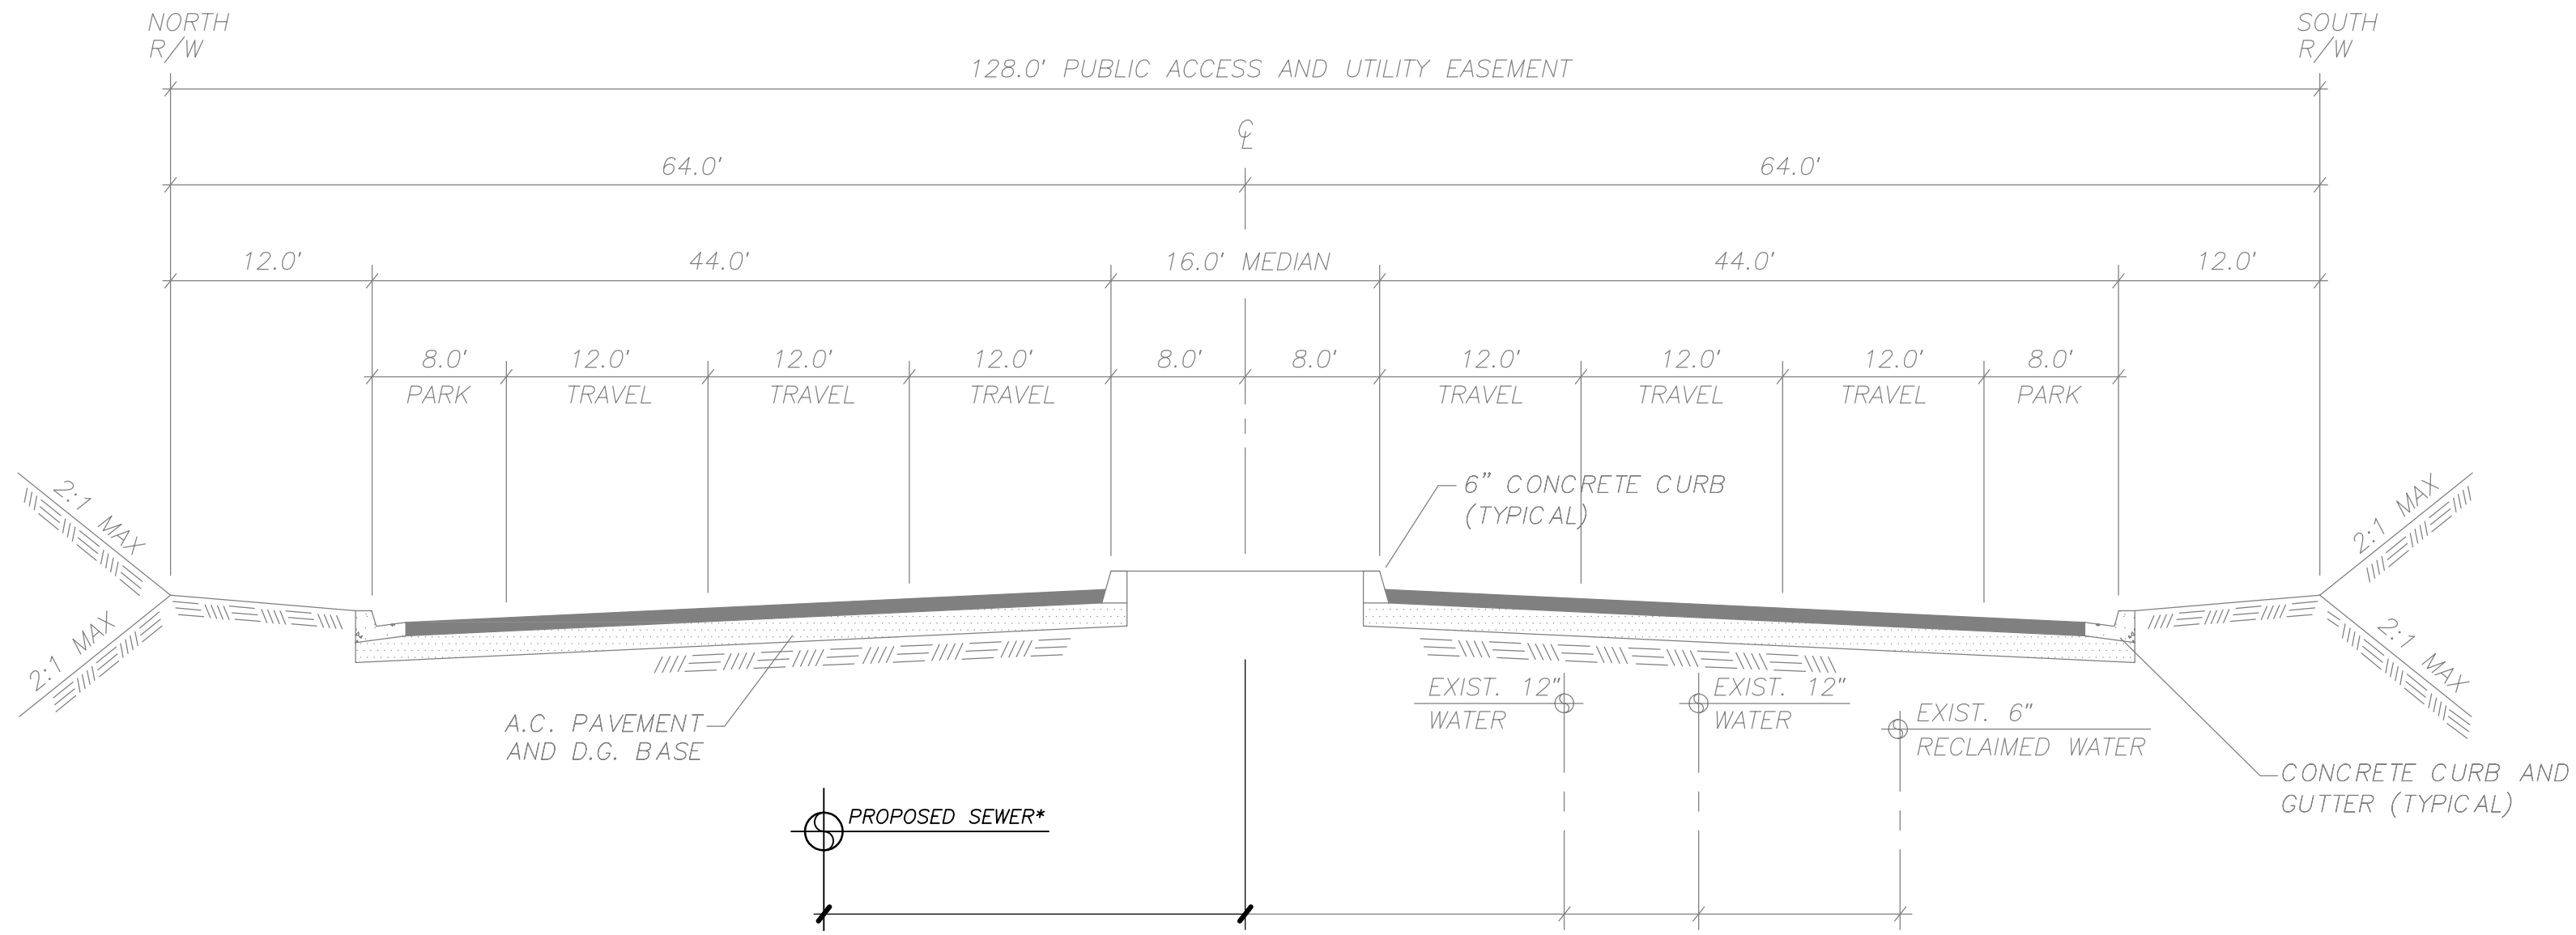 NORTH
R/W
SOUTH
R/W
128.0' PUBLIC ACCESS AND UTILITY EASEMENT
℄
64.0'
64.0'
12.0'
44.0'
16.0' MEDIAN
44.0'
12.0'
8.0'
12.0'
12.0'
12.0'
8.0'
8.0'
12.0'
12.0'
12.0'
8.0'
PARK
TRAVEL
TRAVEL
TRAVEL
TRAVEL
TRAVEL
TRAVEL
PARK
6" CONCRETE CURB
(TYPICAL)
2:1 MAX
2:1 MAX
2:1 MAX
2:1 MAX
A.C. PAVEMENT
AND D.G. BASE
EXIST. 12"
WATER
EXIST. 12"
WATER
EXIST. 6"
RECLAIMED WATER
CONCRETE CURB AND
GUTTER (TYPICAL)
PROPOSED SEWER*